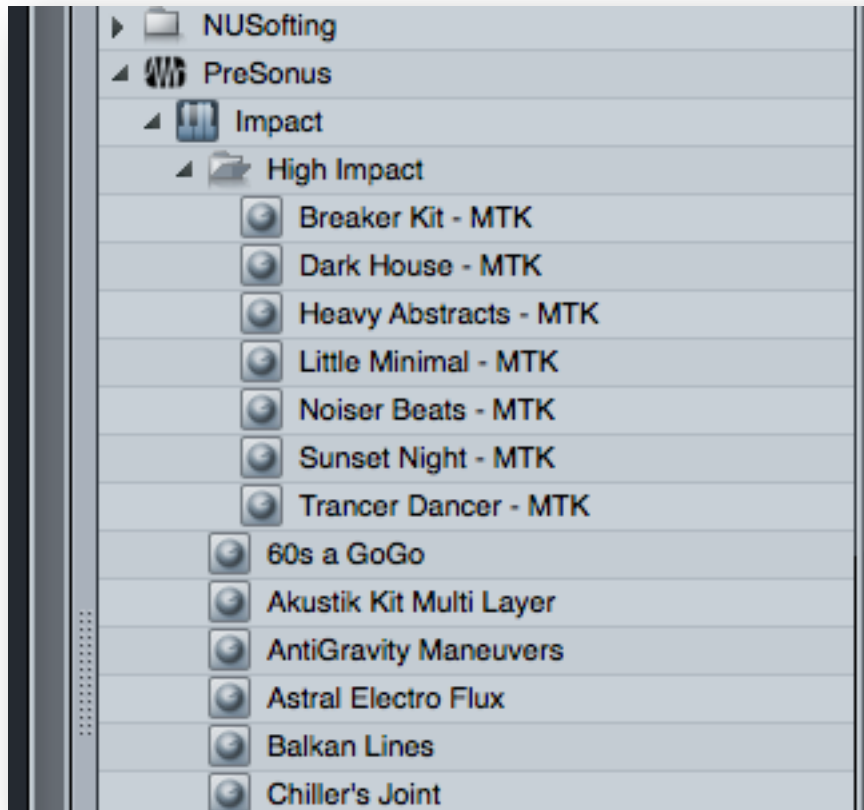 NUSofting
PreSonus
Impact
High Impact
Breaker Kit - MTK
Dark House - MTK
Heavy Abstracts - MTK
Little Minimal - MTK
Noiser Beats - MTK
Sunset Night - MTK
Trancer Dancer - MTK
60s a GoGo
Akustik Kit Multi Layer
AntiGravity Maneuvers
Astral Electro Flux
Balkan Lines
Chiller's Joint